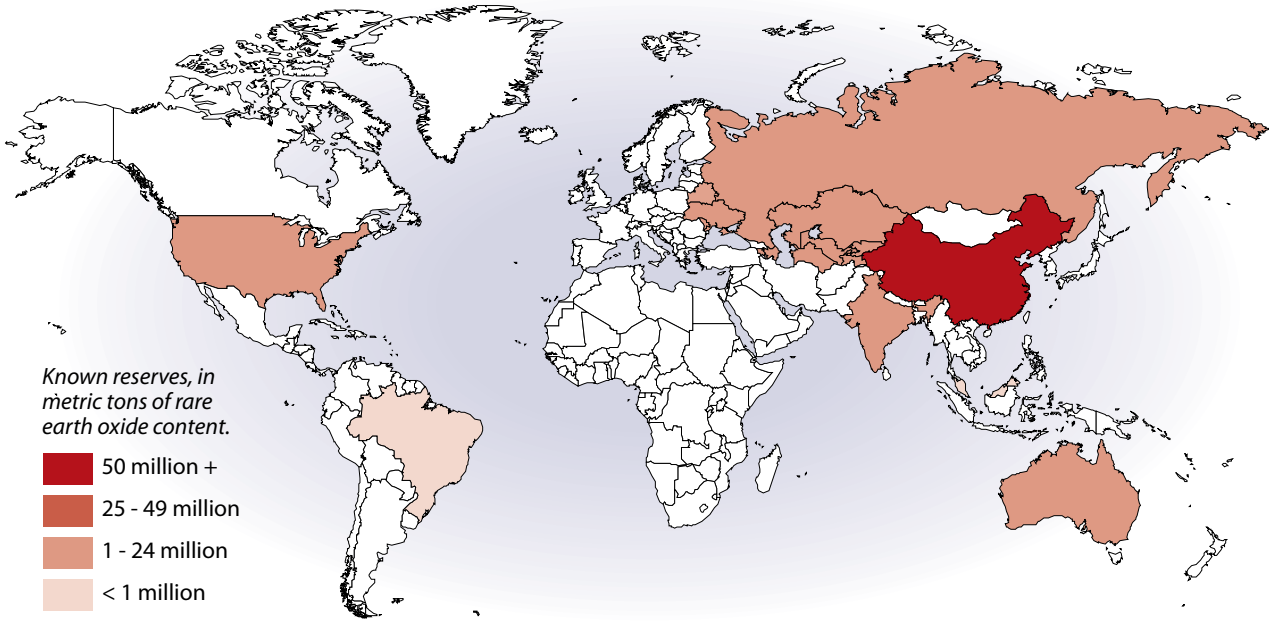 Known reserves, in
metric tons of rare
earth oxide content.
50 million +
25 - 49 million
1 - 24 million
< 1 million